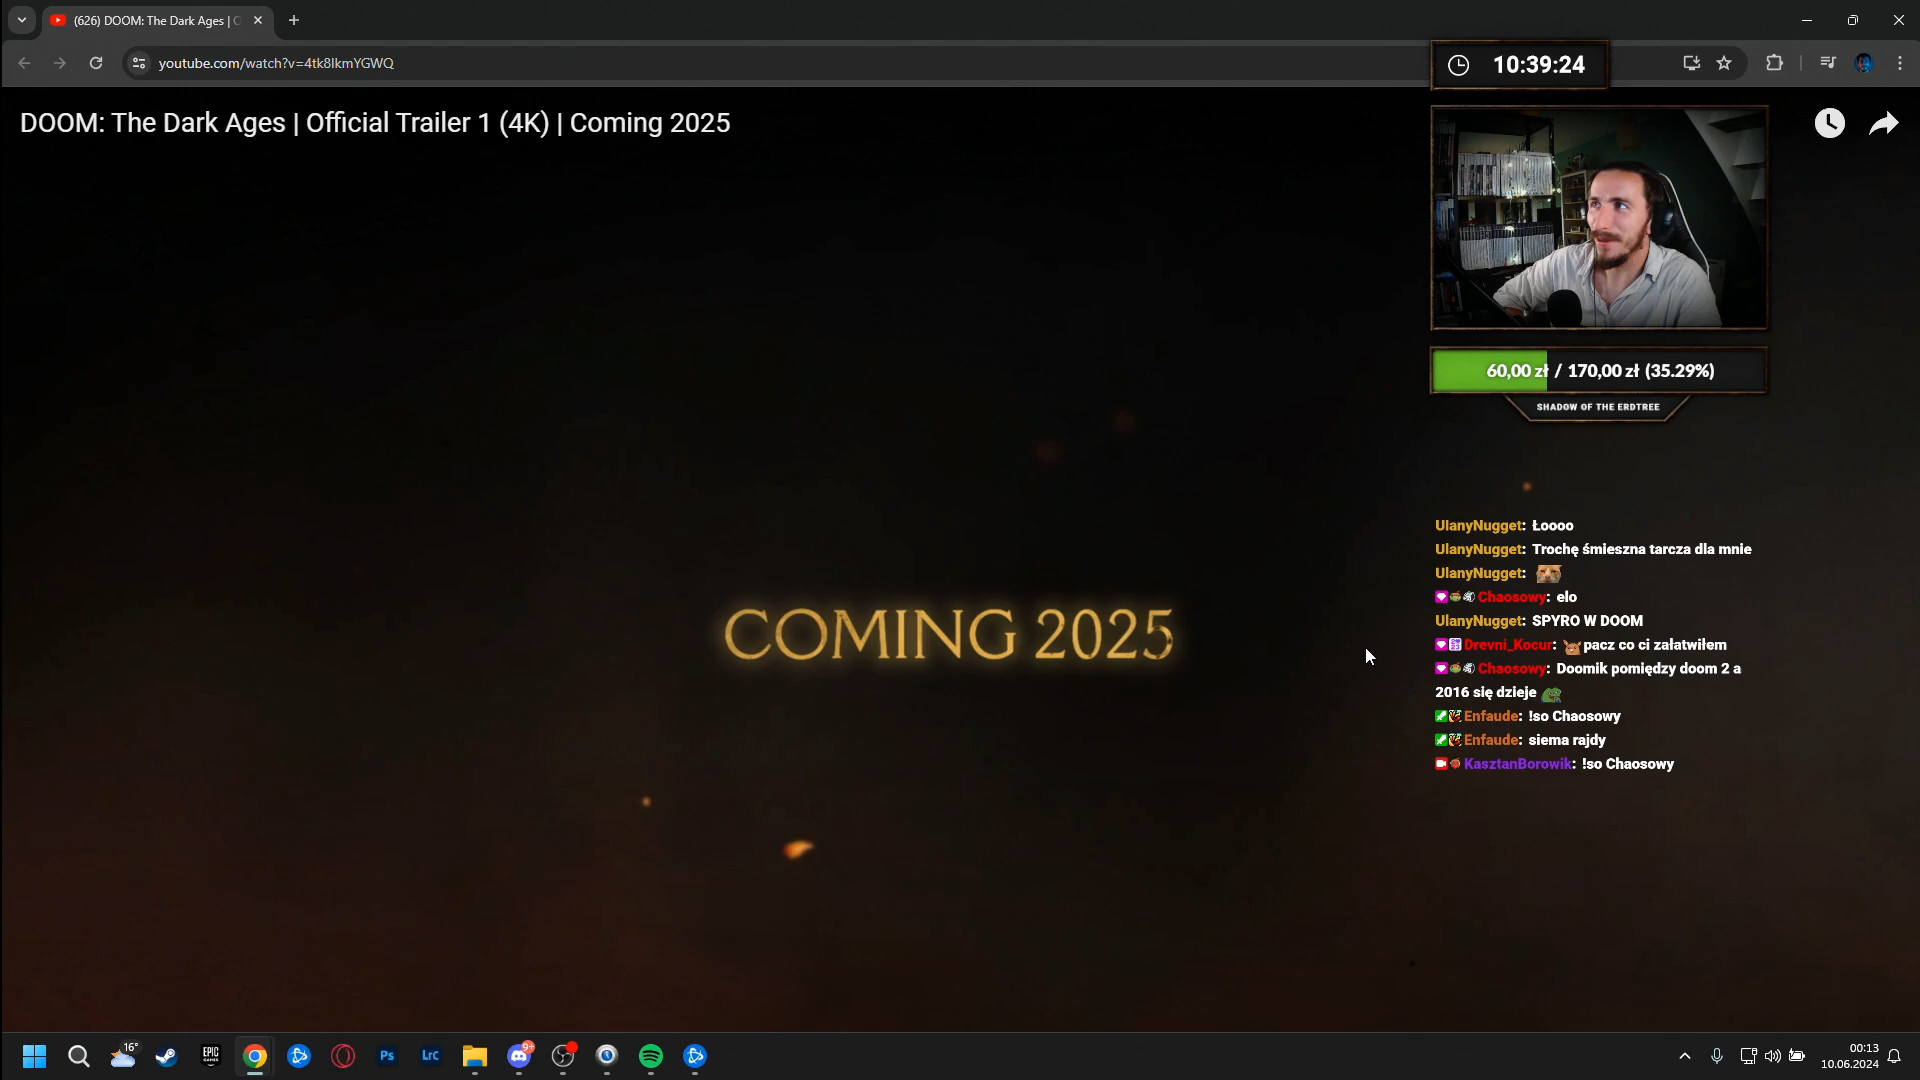 (626) DOOM: The Dark Ages |
youtube.com/watch?v=4tk8lkmYGWQ
10:39:24
DOOM: The Dark Ages | Official Trailer 1 (4K) | Coming 2025
60,00 zł / 170,00 zł (35.29%)
SHADOW OF THE ERDTREE
UlanyNugget: Łoooo
UlanyNugget: Trochę śmieszna tarcza dla mnie
UlanyNugget:
Chaosowy: elo
UlanyNugget: SPYRO W DOOM
Drevni_Kocur: pacz co ci załatwiłem
Chaosowy: Doomik pomiędzy doom 2 a
2016 się dzieje
Enfaude: !so Chaosowy
Enfaude: siema rajdy
KasztanBorowik: !so Chaosowy
COMING 2025
16°
EPIC
GAMES
Ps
Lrc
9+
00:13
10.06.2024